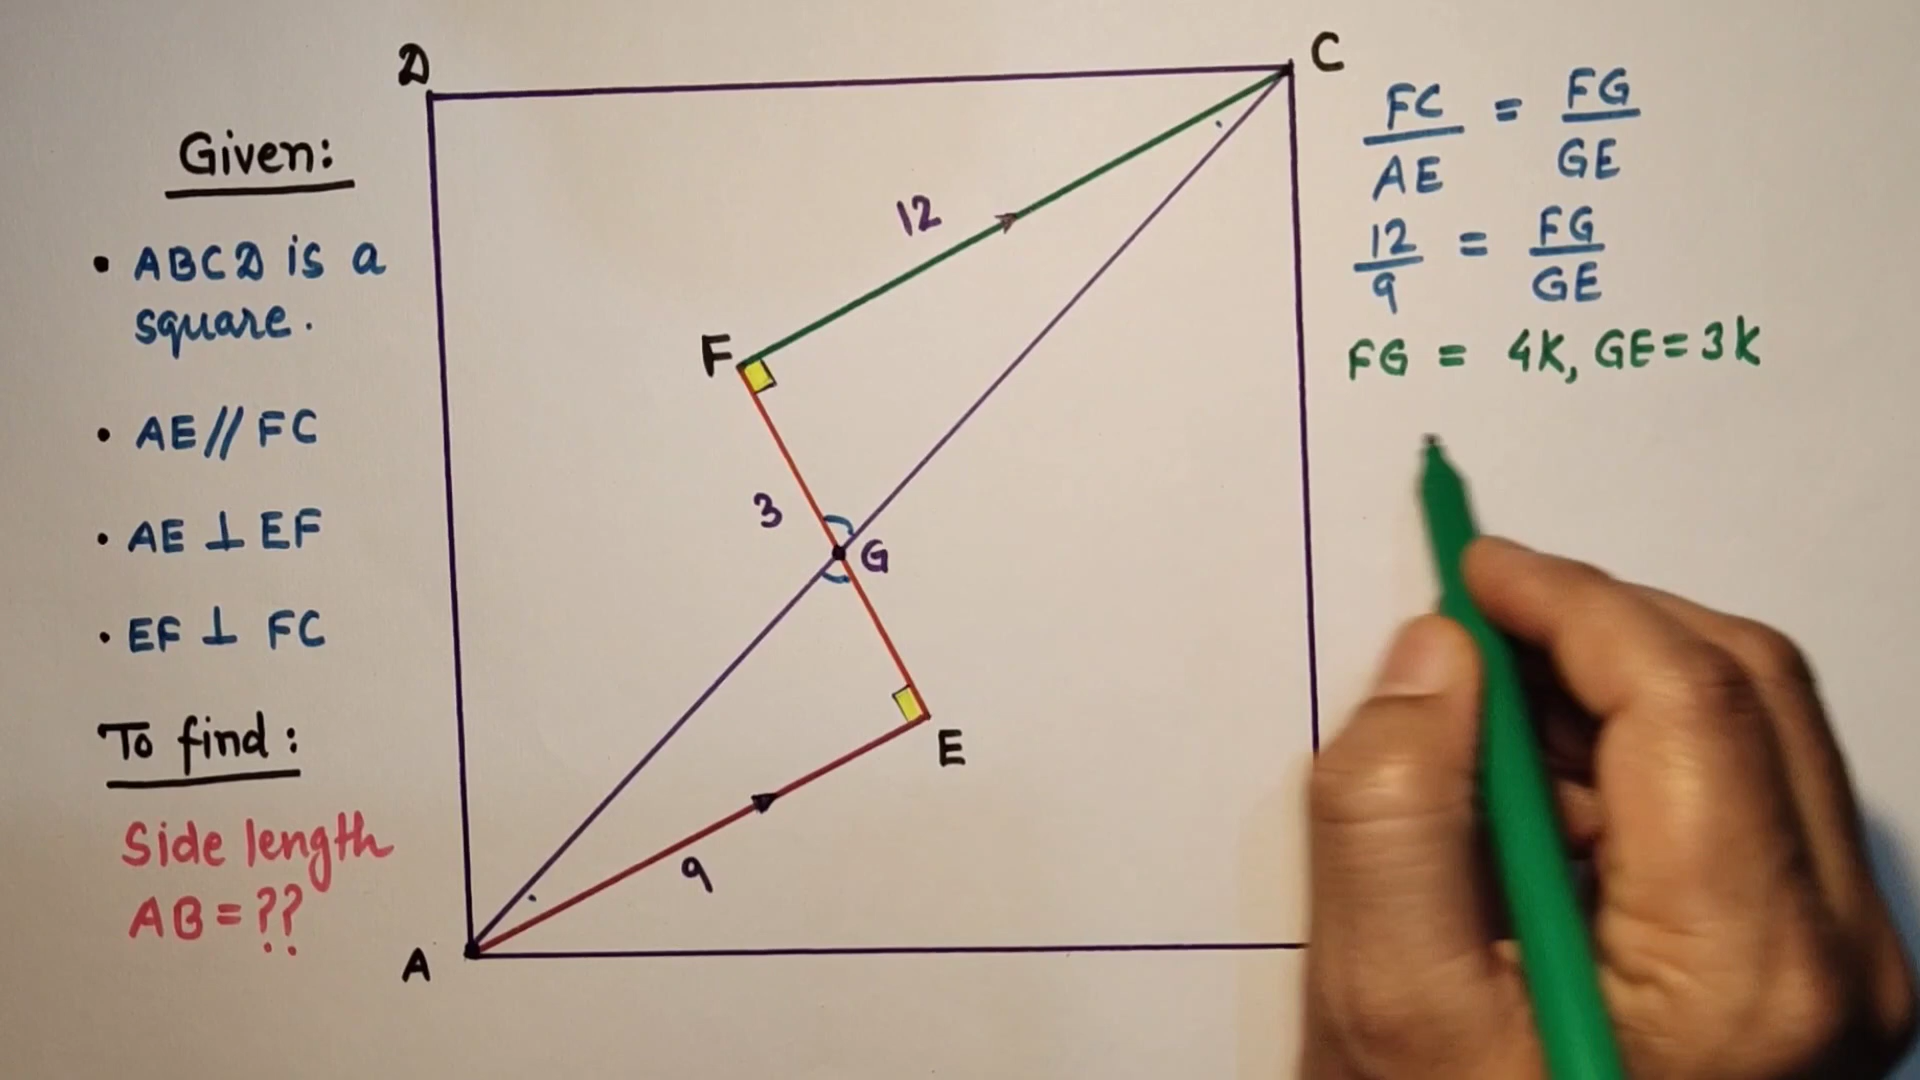 Given:
• ABCD is a
square.
• AE // FC
• AE ⊥ EF
• EF ⊥ FC
To find:
Side length
AB = ??
D
C
12
F
3
G
E
9
A
FC/AE = FG/GE
12/9 = FG/GE
FG = 4K, GE = 3K